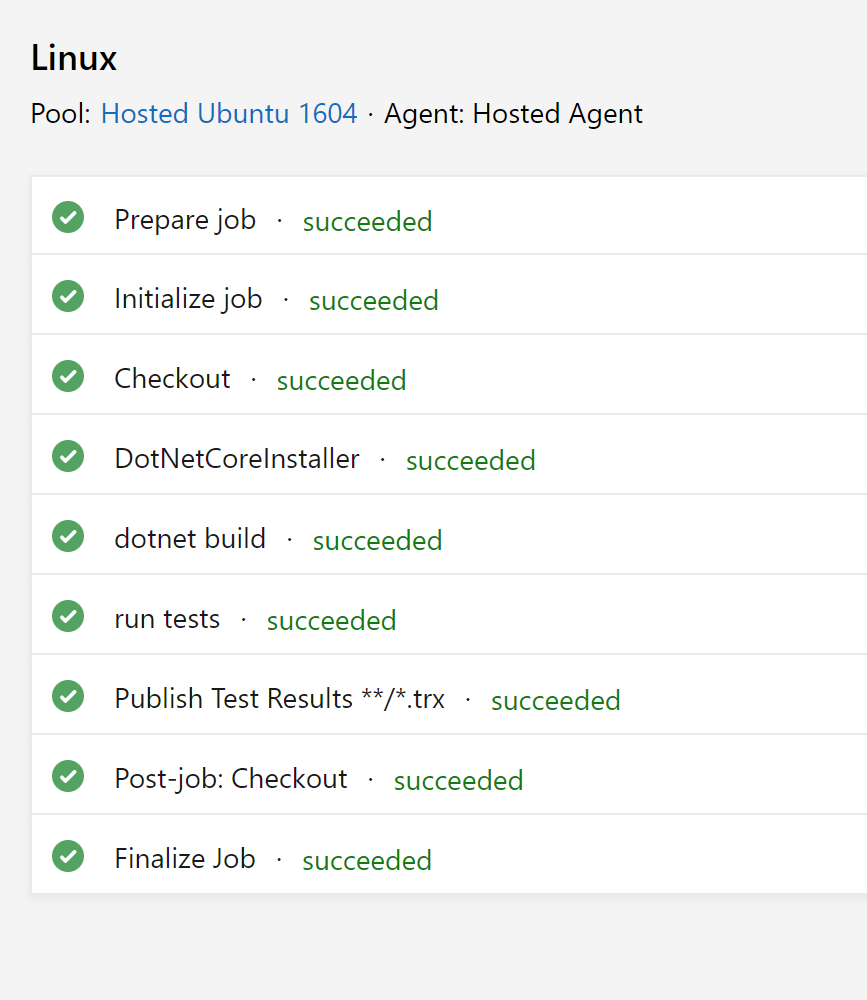 Linux
Pool: Hosted Ubuntu 1604 · Agent: Hosted Agent
Prepare job · succeeded
Initialize job · succeeded
Checkout · succeeded
DotNetCoreInstaller · succeeded
dotnet build · succeeded
run tests · succeeded
Publish Test Results **/*.trx · succeeded
Post-job: Checkout · succeeded
Finalize Job · succeeded